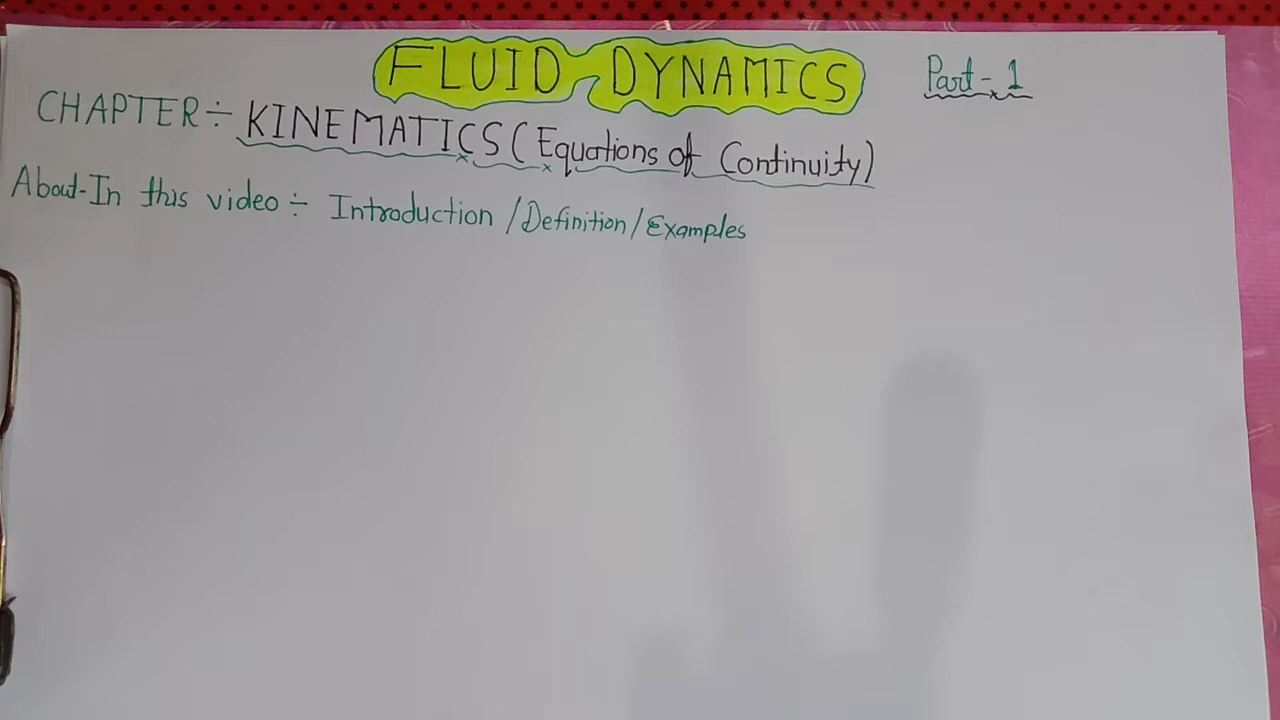 FLUID DYNAMICS Part-1
CHAPTER÷ KINEMATICS (Equations of Continuity)
About-In this video÷ Introduction /Definition/Examples